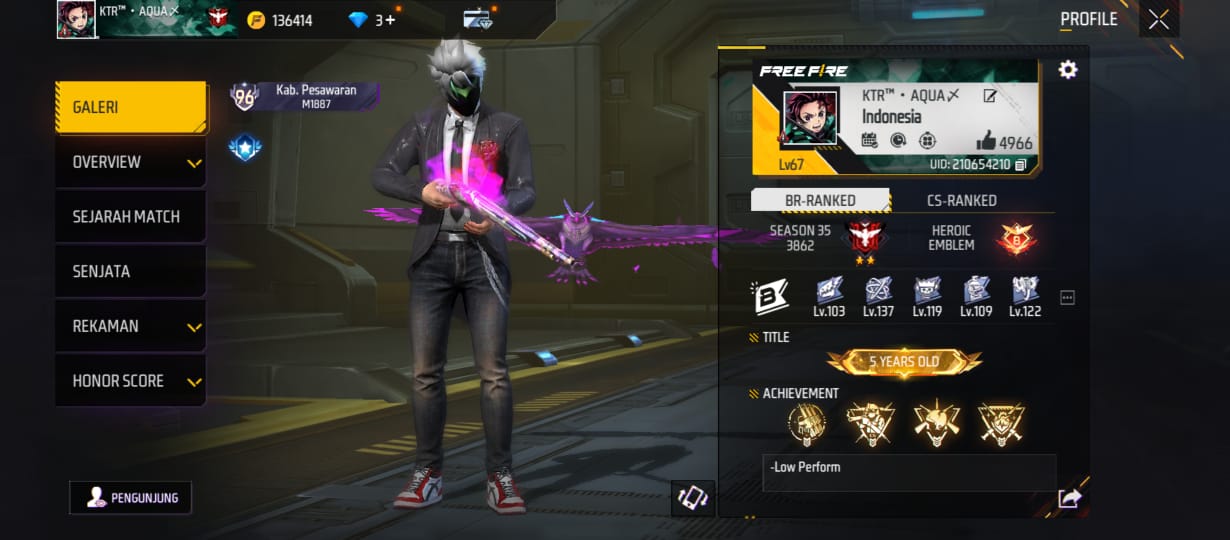 KTR™ • AQUA〆
136414
3+
PROFILE
GALERI
OVERVIEW
SEJARAH MATCH
SENJATA
REKAMAN
HONOR SCORE
PENGUNJUNG
96
Kab. Pesawaran
M1887
FREE FIRE
KTR™ • AQUA〆
Indonesia
4966
Lv67
UID: 210654210
BR-RANKED
CS-RANKED
SEASON 35
3862
HEROIC
EMBLEM
B
Lv.103
Lv.137
Lv.119
Lv.109
Lv.122
TITLE
5 YEARS OLD
ACHIEVEMENT
-Low Perform